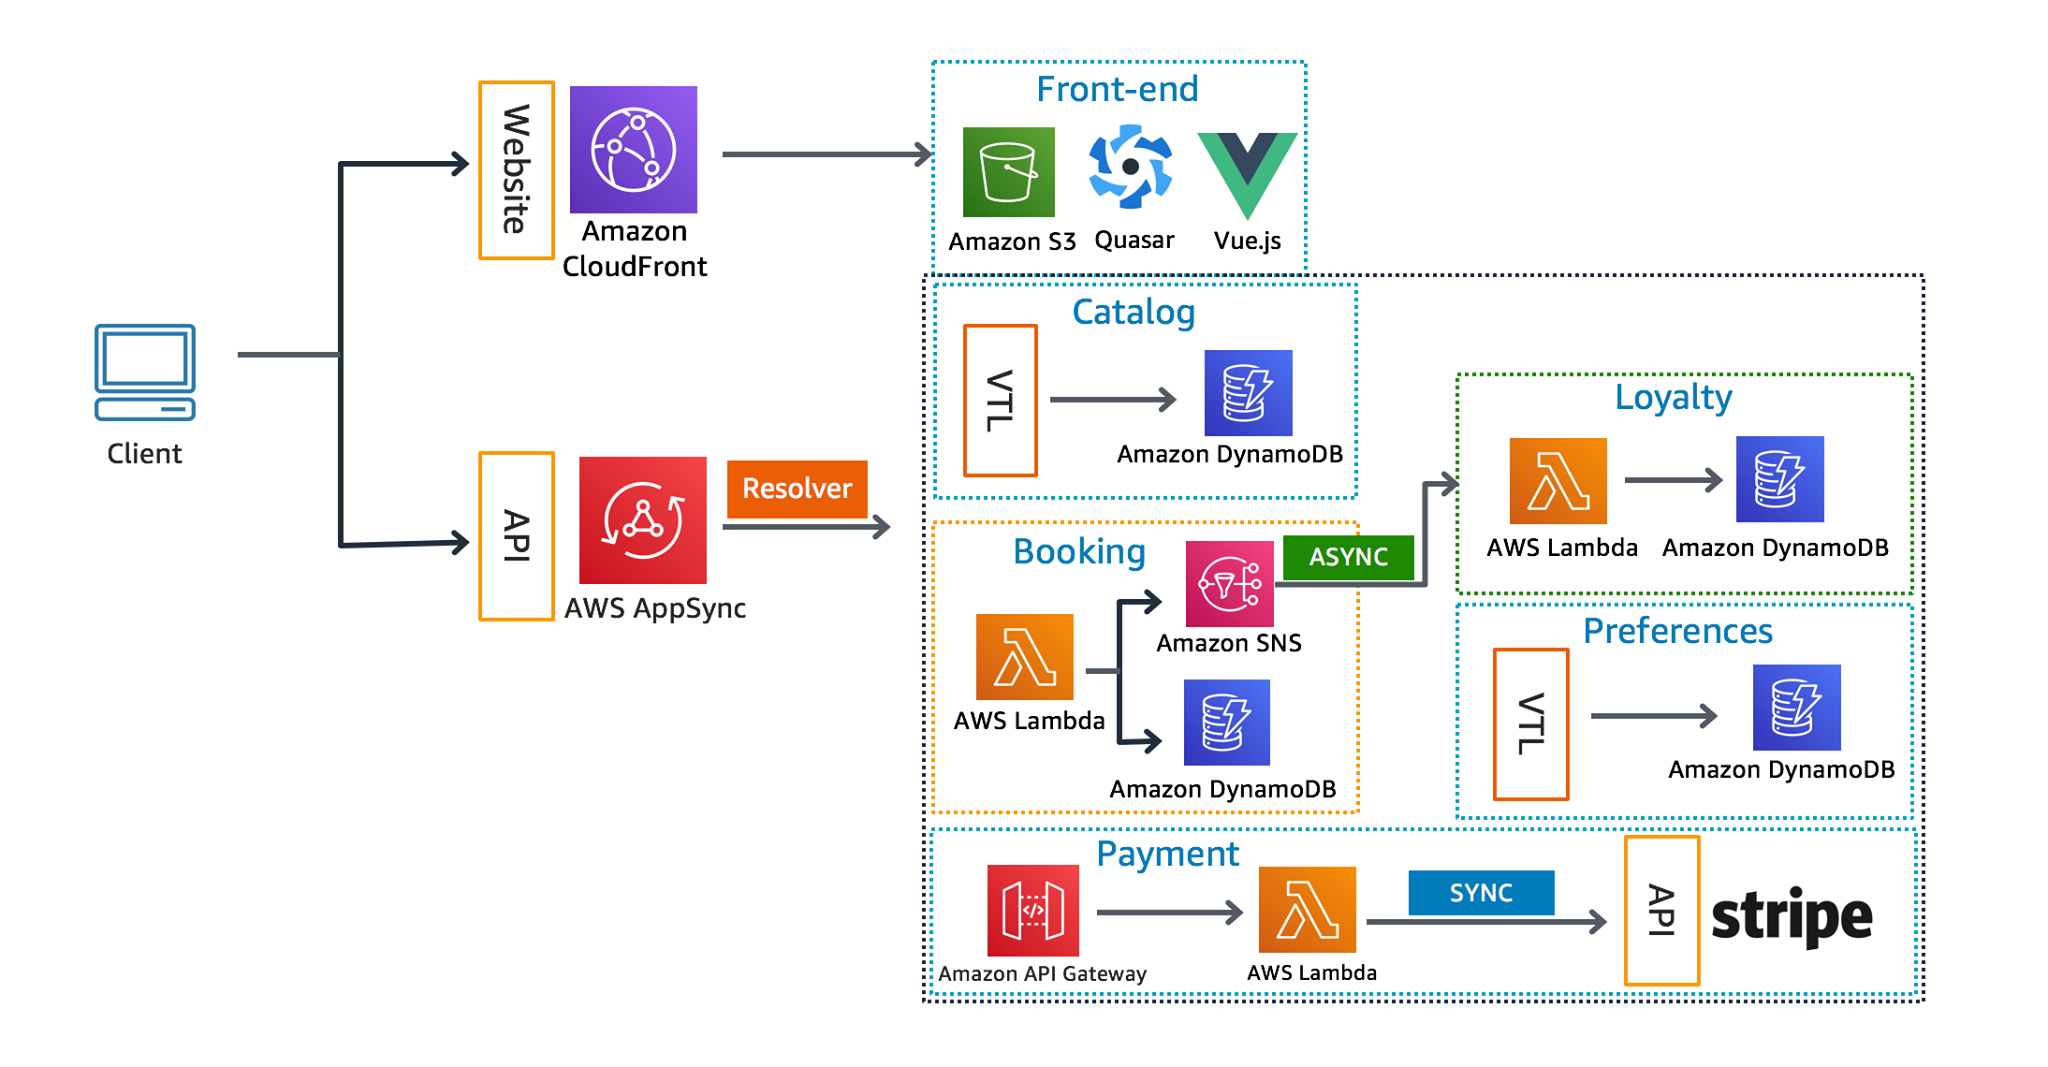 Client
Website
Amazon
CloudFront
API
AWS AppSync
Resolver
Front-end
Amazon S3
Quasar
Vue.js
Catalog
VTL
Amazon DynamoDB
Booking
AWS Lambda
Amazon SNS
Amazon DynamoDB
ASYNC
Loyalty
AWS Lambda
Amazon DynamoDB
Preferences
VTL
Amazon DynamoDB
Payment
Amazon API Gateway
AWS Lambda
SYNC
API
stripe